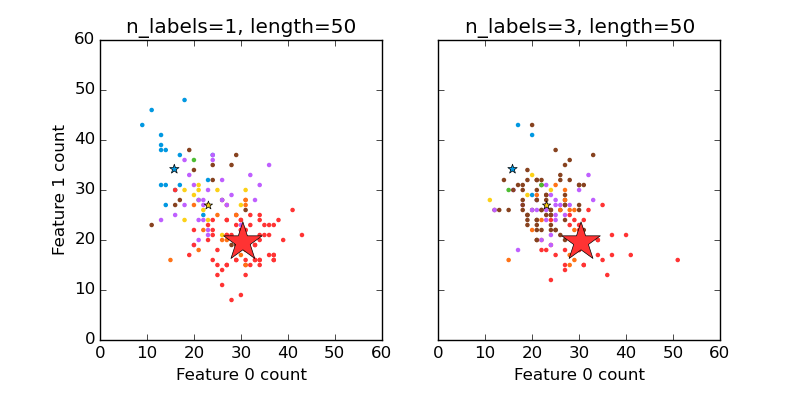 n_labels=1, length=50
n_labels=3, length=50
Feature 1 count
60
50
40
30
20
10
0
0 10 20 30 40 50 60
0 10 20 30 40 50 60
Feature 0 count
Feature 0 count